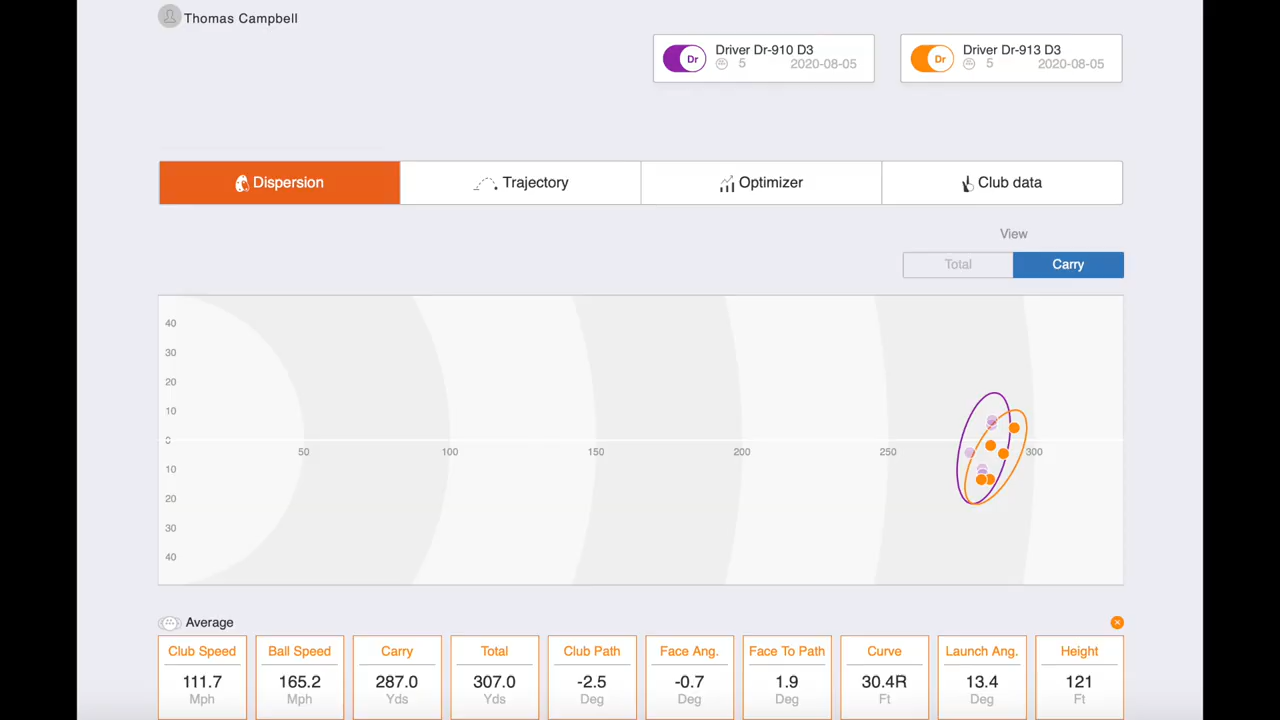 Thomas Campbell
Dr Driver Dr-910 D3
5 2020-08-05
Dr Driver Dr-913 D3
5 2020-08-05
Dispersion Trajectory Optimizer Club data
View
Total Carry
40
30
20
10
0
50 100 150 200 250 300
10
20
30
40
Average
Club Speed Ball Speed Carry Total Club Path Face Ang. Face To Path Curve Launch Ang. Height
111.7 165.2 287.0 307.0 -2.5 -0.7 1.9 30.4R 13.4 121
Mph Mph Yds Yds Deg Deg Deg Ft Deg Ft